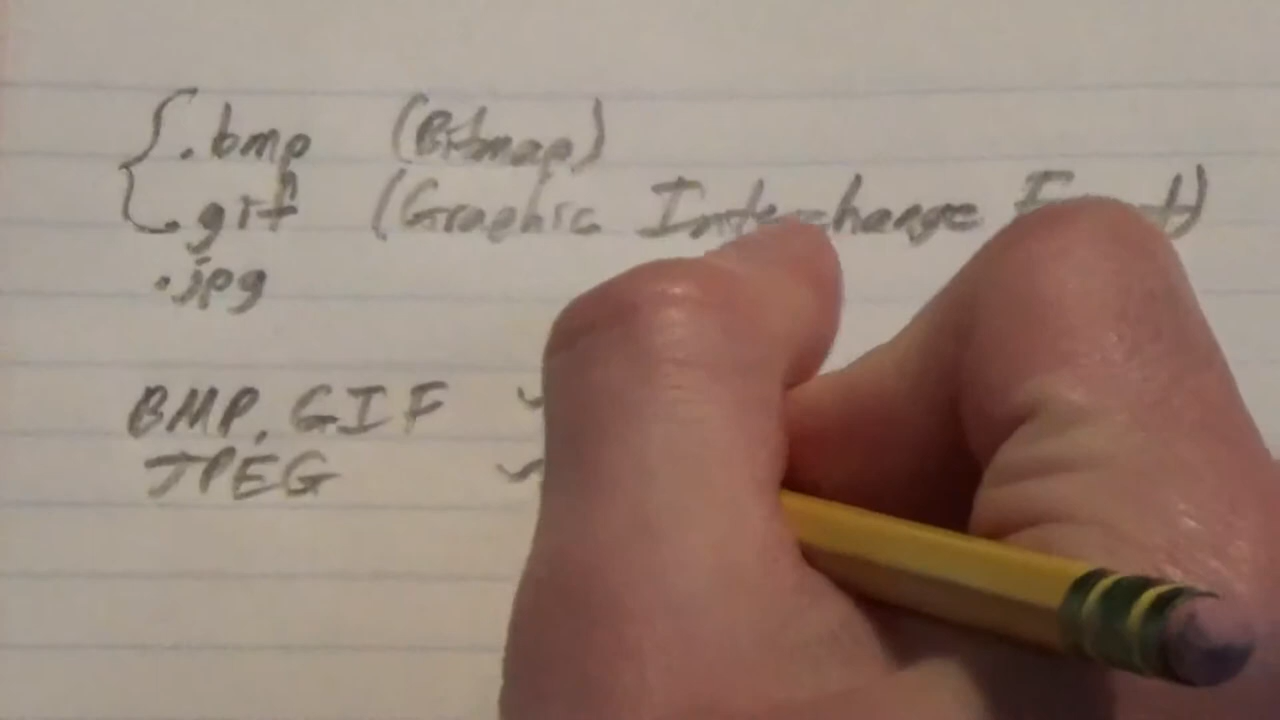 .bmp (Bitmap)
.gif (Graphic Interchange
.jpg
BMP, GIF
JPEG